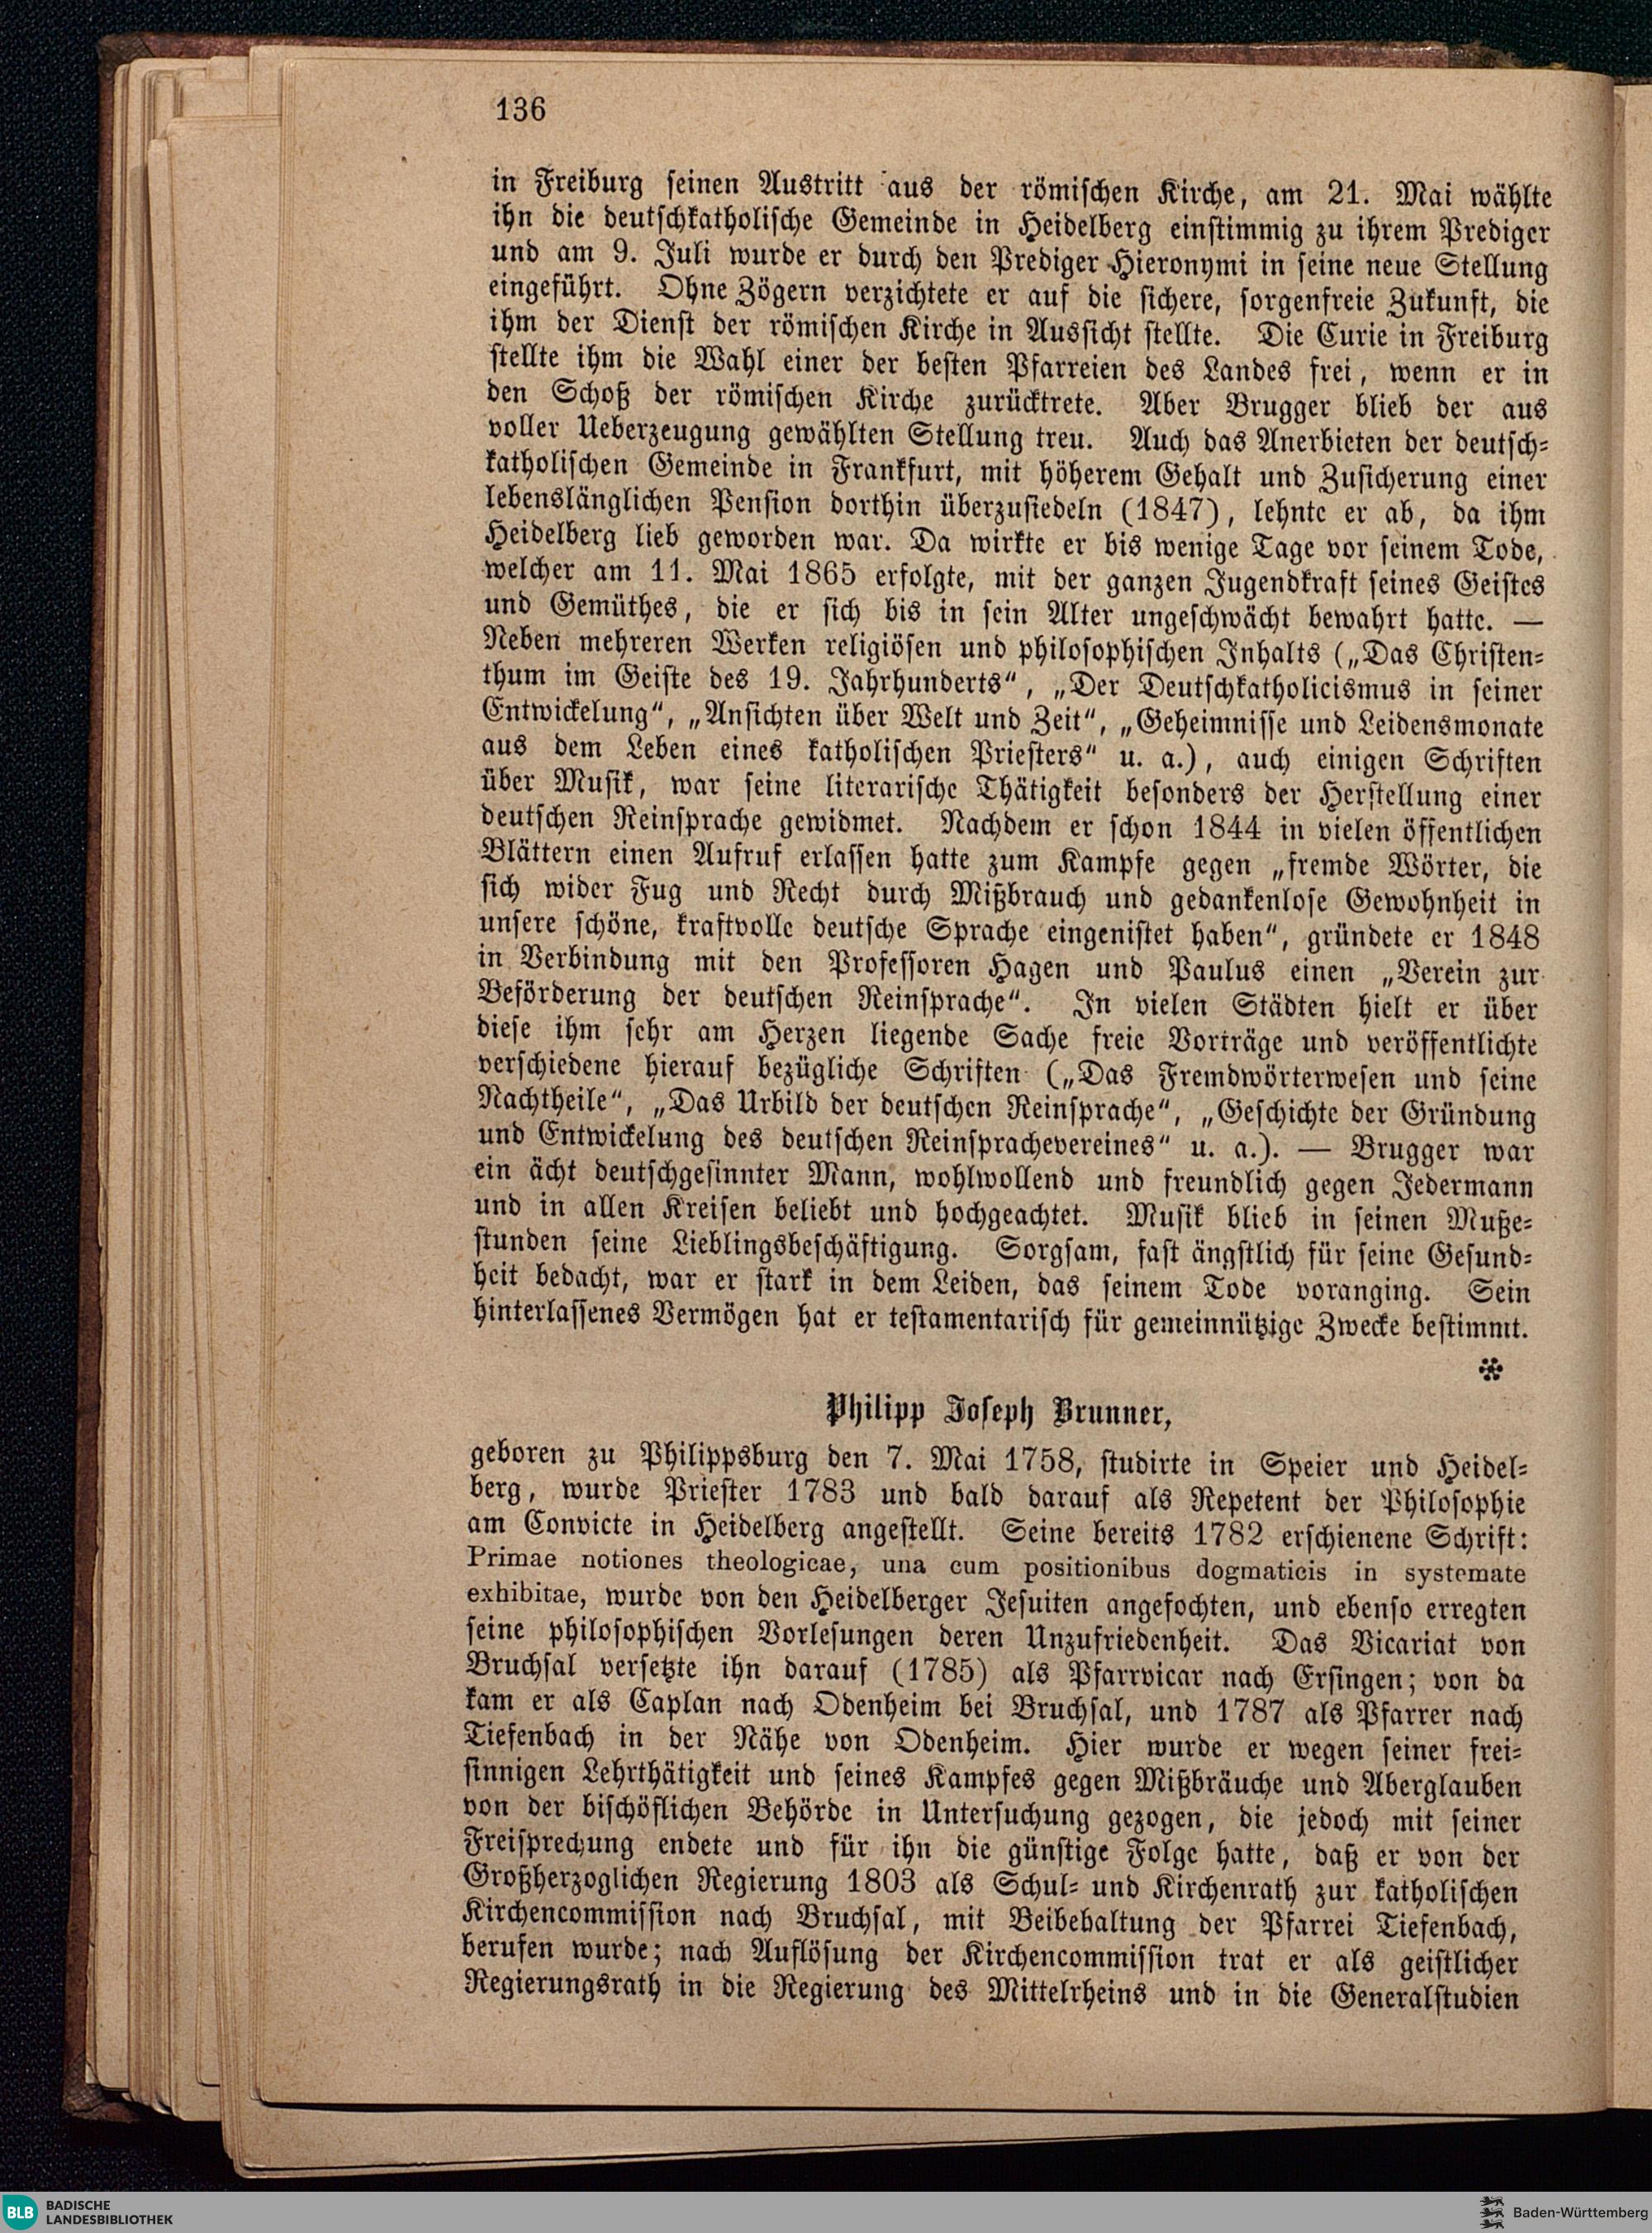 136
in Freiburg seinen Austritt aus der römischen Kirche, am 21. Mai wählte
ihn die deutschkatholische Gemeinde in Heidelberg einstimmig zu ihrem Prediger
und am 9. Juli wurde er durch den Prediger Hieronymi in seine neue Stellung
eingeführt. Ohne Zögern verzichtete er auf die sichere, sorgenfreie Zukunft, die
ihm der Dienst der römischen Kirche in Aussicht stellte. Die Curie in Freiburg
stellte ihm die Wahl einer der besten Pfarreien des Landes frei, wenn er in
den Schoß der römischen Kirche zurücktrete. Aber Brugger blieb der aus
voller Ueberzeugung gewählten Stellung treu. Auch das Anerbieten der deutsch-
katholischen Gemeinde in Frankfurt, mit höherem Gehalt und Zusicherung einer
lebenslänglichen Pension dorthin überzusiedeln (1847), lehnte er ab, da ihm
Heidelberg lieb geworden war. Da wirkte er bis wenige Tage vor seinem Tode,
welcher am 11. Mai 1865 erfolgte, mit der ganzen Jugendkraft seines Geistes
und Gemüthes, die er sich bis in sein Alter ungeschwächt bewahrt hatte. —
Neben mehreren Werken religiösen und philosophischen Inhalts („Das Christen-
thum im Geiste des 19. Jahrhunderts“, „Der Deutschkatholicismus in seiner
Entwickelung“, „Ansichten über Welt und Zeit“, „Geheimnisse und Leidensmonate
aus dem Leben eines katholischen Priesters“ u. a.), auch einigen Schriften
über Musik, war seine literarische Thätigkeit besonders der Herstellung einer
deutschen Reinsprache gewidmet. Nachdem er schon 1844 in vielen öffentlichen
Blättern einen Aufruf erlassen hatte zum Kampfe gegen „fremde Wörter, die
sich wider Fug und Recht durch Mißbrauch und gedankenlose Gewohnheit in
unsere schöne, kraftvolle deutsche Sprache eingenistet haben“, gründete er 1848
in Verbindung mit den Professoren Hagen und Paulus einen „Verein zur
Beförderung der deutschen Reinsprache“. In vielen Städten hielt er über
diese ihm sehr am Herzen liegende Sache freie Vorträge und veröffentlichte
verschiedene hierauf bezügliche Schriften („Das Fremdwörterwesen und seine
Nachtheile“, „Das Urbild der deutschen Reinsprache“, „Geschichte der Gründung
und Entwickelung des deutschen Reinsprachevereines“ u. a.). — Brugger war
ein ächt deutschgesinnter Mann, wohlwollend und freundlich gegen Jedermann
und in allen Kreisen beliebt und hochgeachtet. Musik blieb in seinen Muße-
stunden seine Lieblingsbeschäftigung. Sorgsam, fast ängstlich für seine Gesund-
heit bedacht, war er stark in dem Leiden, das seinem Tode voranging. Sein
hinterlassenes Vermögen hat er testamentarisch für gemeinnützige Zwecke bestimmt.
*
Philipp Joseph Brunner,
geboren zu Philippsburg den 7. Mai 1758, studirte in Speier und Heidel-
berg, wurde Priester 1783 und bald darauf als Repetent der Philosophie
am Convicte in Heidelberg angestellt. Seine bereits 1782 erschienene Schrift:
Primae notiones theologicae, una cum positionibus dogmaticis in systemate
exhibitae, wurde von den Heidelberger Jesuiten angefochten, und ebenso erregten
seine philosophischen Vorlesungen deren Unzufriedenheit. Das Vicariat von
Bruchsal versetzte ihn darauf (1785) als Pfarrvicar nach Ersingen; von da
kam er als Caplan nach Odenheim bei Bruchsal, und 1787 als Pfarrer nach
Tiefenbach in der Nähe von Odenheim. Hier wurde er wegen seiner frei-
sinnigen Lehrthätigkeit und seines Kampfes gegen Mißbräuche und Aberglauben
von der bischöflichen Behörde in Untersuchung gezogen, die jedoch mit seiner
Freisprechung endete und für ihn die günstige Folge hatte, daß er von der
Großherzoglichen Regierung 1803 als Schul- und Kirchenrath zur katholischen
Kirchencommission nach Bruchsal, mit Beibehaltung der Pfarrei Tiefenbach,
berufen wurde; nach Auflösung der Kirchencommission trat er als geistlicher
Regierungsrath in die Regierung des Mittelrheins und in die Generalstudien
BLB BADISCHE
LANDESBIBLIOTHEK
Baden-Württemberg